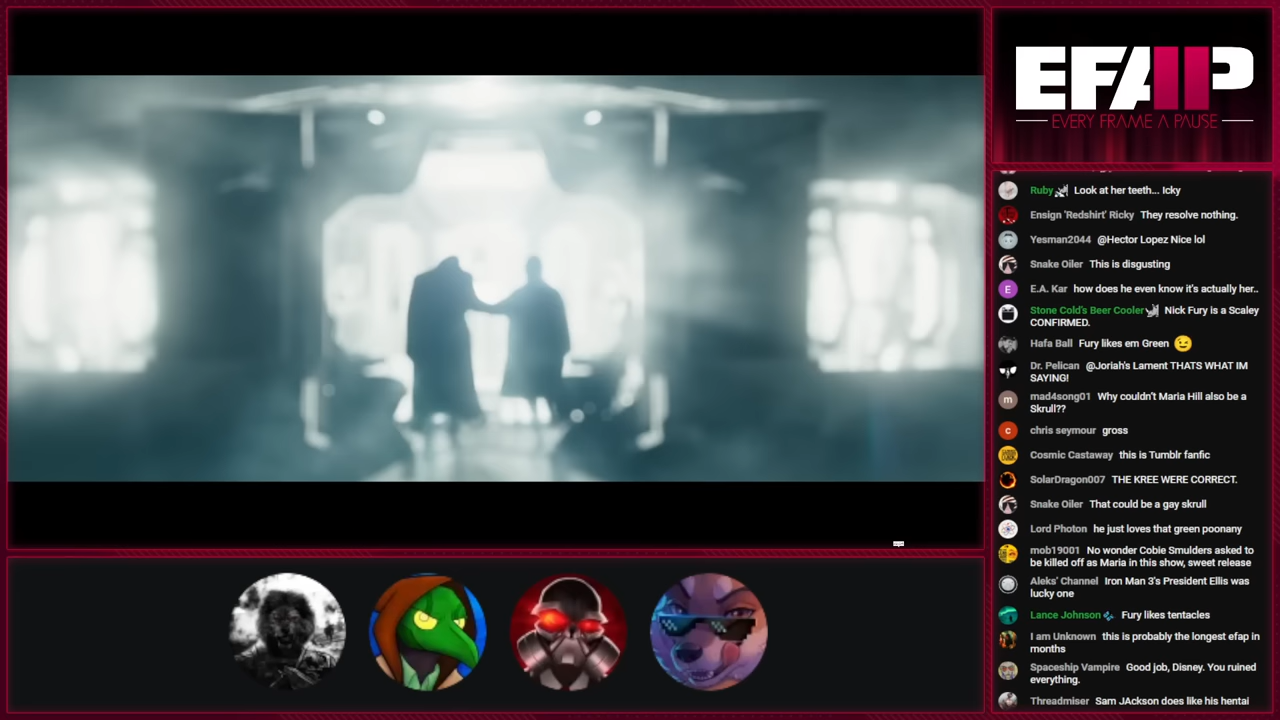 EFAP
EVERY FRAME A PAUSE
Ruby Look at her teeth... Icky
Ensign 'Redshirt' Ricky They resolve nothing.
Yesman2044 @Hector Lopez Nice lol
Snake Oiler This is disgusting
E
E.A. Kar how does he even know it's actually her..
Stone Cold's Beer Cooler Nick Fury is a Scaley
CONFIRMED.
Hafa Ball Fury likes em Green 😉
Dr. Pelican @Joriah's Lament THATS WHAT IM
SAYING!
m
mad4song01 Why couldn't Maria Hill also be a
Skrull??
c
chris seymour gross
Cosmic Castaway this is Tumblr fanfic
SolarDragon007 THE KREE WERE CORRECT.
Snake Oiler That could be a gay skrull
Lord Photon he just loves that green poonany
mob19001 No wonder Cobie Smulders asked to
be killed off as Maria in this show, sweet release
Aleks' Channel Iron Man 3's President Ellis was
lucky one
Lance Johnson Fury likes tentacles
I am Unknown this is probably the longest efap in
months
Spaceship Vampire Good job, Disney. You ruined
everything.
Threadmiser Sam JAckson does like his hentai